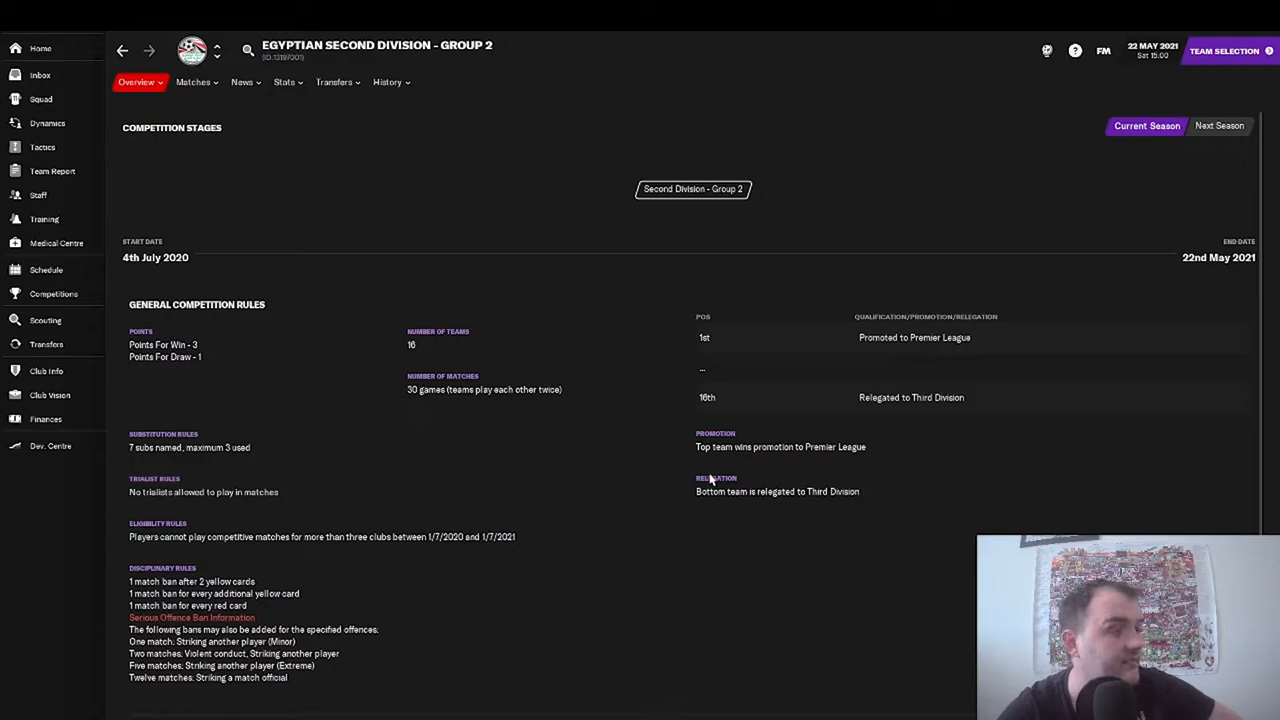 Home
EGYPTIAN SECOND DIVISION - GROUP 2
(ID:13197001)
FM
22 MAY 2021
Sat 15:00
TEAM SELECTION
Inbox
Squad
Dynamics
Tactics
Team Report
Staff
Training
Medical Centre
Schedule
Competitions
Scouting
Transfers
Club Info
Club Vision
Finances
Dev. Centre
Overview
Matches
News
Stats
Transfers
History
COMPETITION STAGES
Current Season
Next Season
Second Division - Group 2
START DATE
4th July 2020
END DATE
22nd May 2021
GENERAL COMPETITION RULES
POINTS
Points For Win - 3
Points For Draw - 1
NUMBER OF TEAMS
16
NUMBER OF MATCHES
30 games (teams play each other twice)
SUBSTITUTION RULES
7 subs named, maximum 3 used
TRIALIST RULES
No trialists allowed to play in matches
ELIGIBILITY RULES
Players cannot play competitive matches for more than three clubs between 1/7/2020 and 1/7/2021
DISCIPLINARY RULES
1 match ban after 2 yellow cards
1 match ban for every additional yellow card
1 match ban for every red card
Serious Offence Ban Information
The following bans may also be added for the specified offences:
One match: Striking another player (Minor)
Two matches: Violent conduct, Striking another player
Five matches: Striking another player (Extreme)
Twelve matches: Striking a match official
POS
QUALIFICATION/PROMOTION/RELEGATION
1st
Promoted to Premier League
...
16th
Relegated to Third Division
PROMOTION
Top team wins promotion to Premier League
RELEGATION
Bottom team is relegated to Third Division